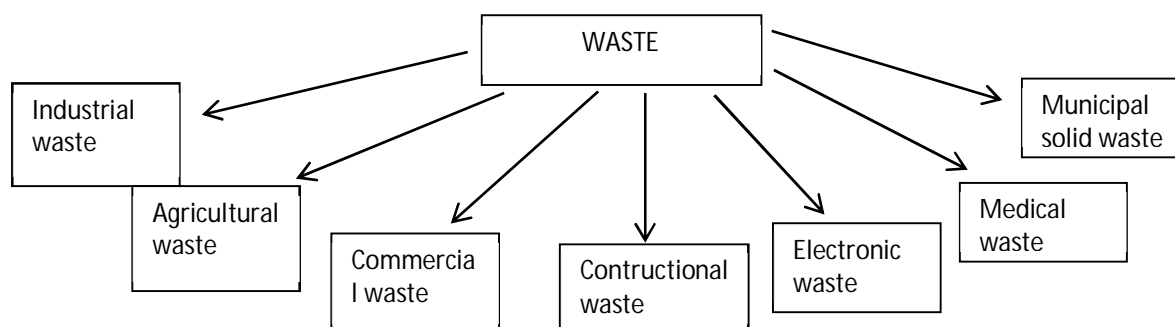 WASTE
Industrial
waste
Municipal
solid waste
Agricultural
waste
Medical
waste
Commercia
l waste
Contructional
waste
Electronic
waste